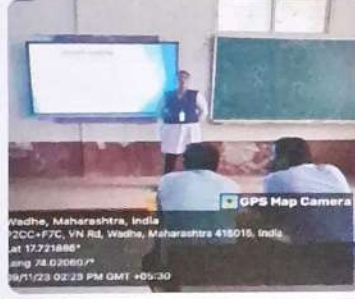 GPS Map Camera
Wadhe, Maharashtra, India
P2CC+F7C, VN Rd, Wadhe, Maharashtra 415015, India
Lat 17.721886°
Long 74.020607°
09/11/23 02:23 PM GMT +05:30